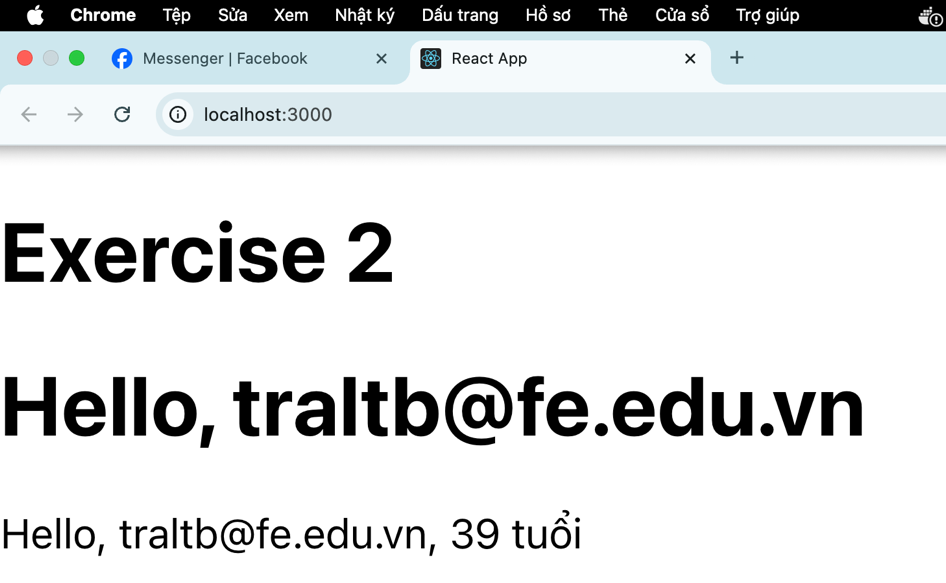 Chrome Tệp Sửa Xem Nhật ký Dấu trang Hồ sơ Thẻ Cửa sổ Trợ giúp
Messenger | Facebook React App
localhost:3000
Exercise 2
Hello, traltb@fe.edu.vn
Hello, traltb@fe.edu.vn, 39 tuổi